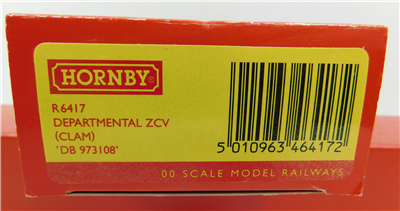 HORNBY
R6417
DEPARTMENTAL ZCV
(CLAM)
'DB 973108'
5 010963 464172
00 SCALE MODEL RAILWAYS